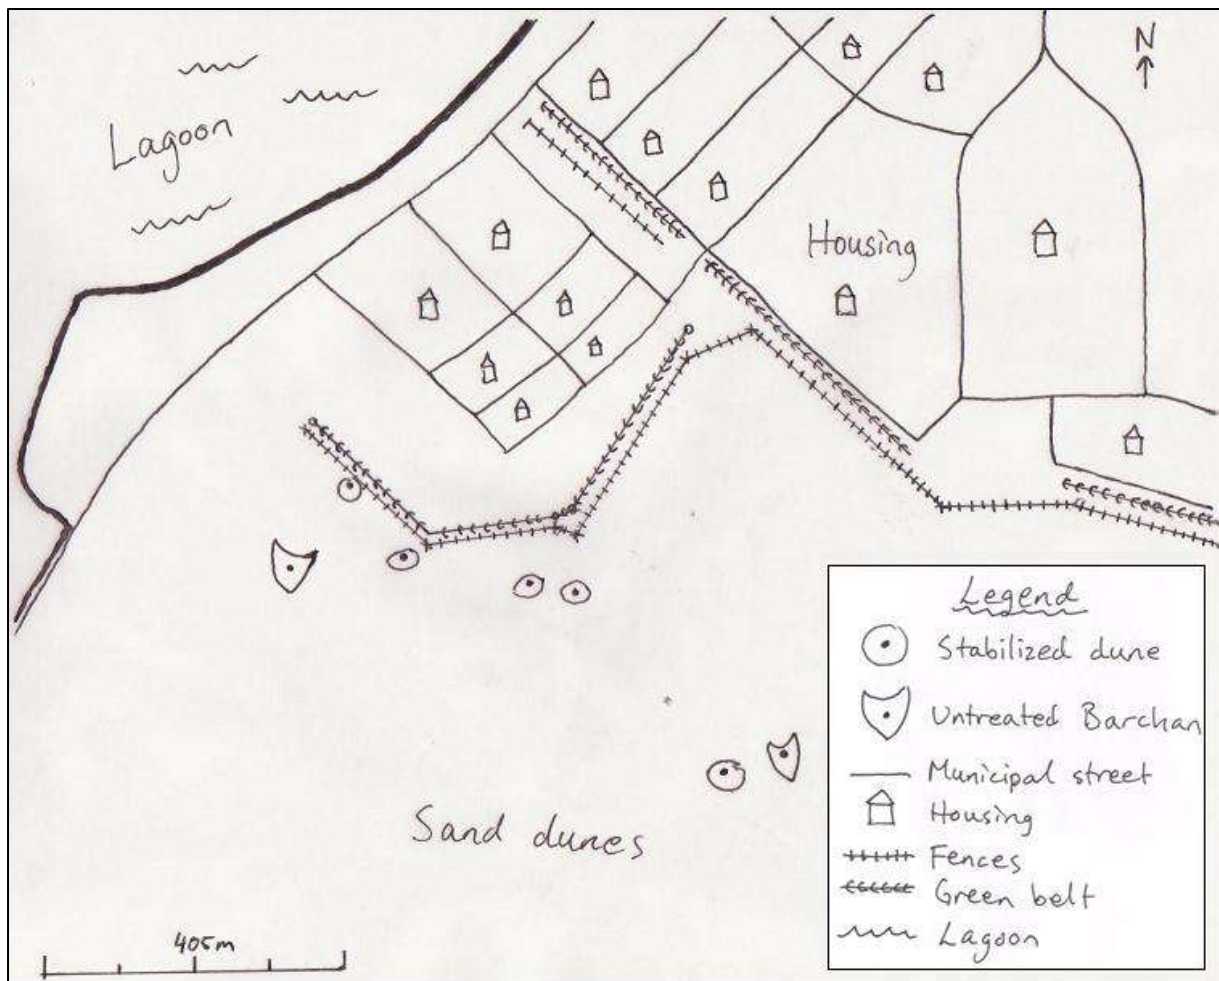 N
Lagoon
Housing
Legend
Stabilized dune
Untreated Barchan
Municipal street
Housing
Fences
Green belt
Lagoon
Sand dunes
405m